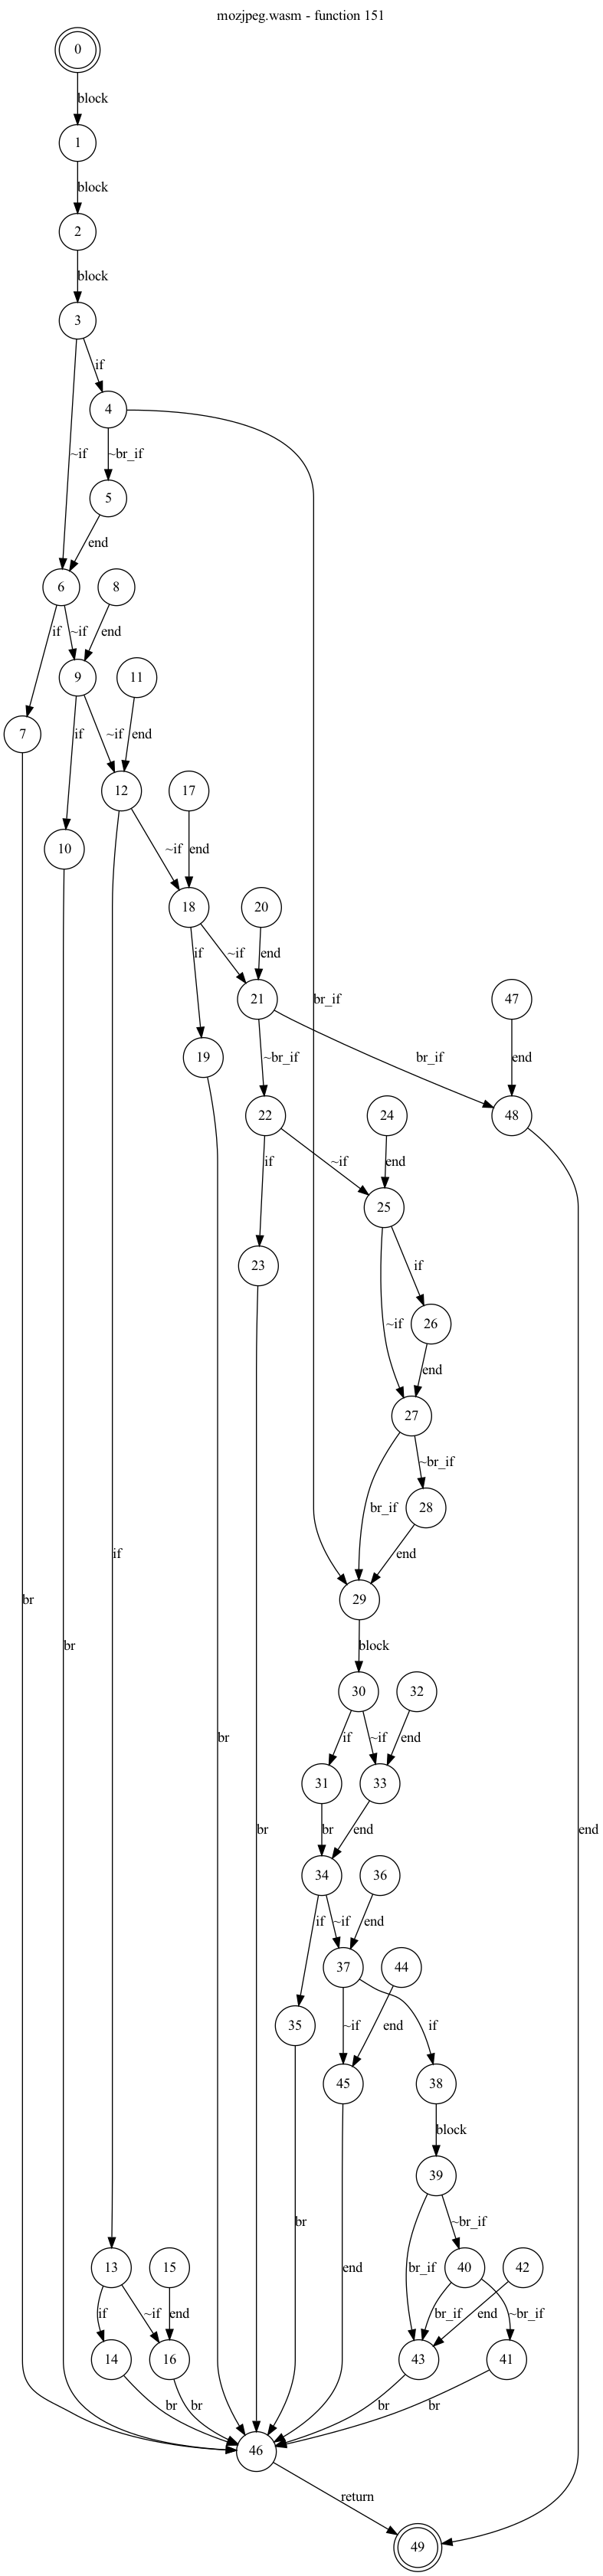 mozjpeg.wasm - function 151
0
block
1
block
2
block
3
if
4
~if
~br_if
5
end
6
8
if
~if
end
9
11
7
if
~if
end
12
17
10
~if
end
18
20
if
~if
end
21
47
br_if
19
~br_if
br_if
end
22
24
48
if
~if
end
25
23
if
~if
26
end
27
~br_if
br_if
28
if
end
29
br
block
br
30
32
br
if
~if
end
31
33
br
br
end
end
34
36
if
~if
end
37
44
35
~if
end
if
45
38
br
block
39
~br_if
13
15
end
br_if
40
42
if
~if
end
br_if
end
~br_if
14
16
43
41
br
br
br
br
46
return
49